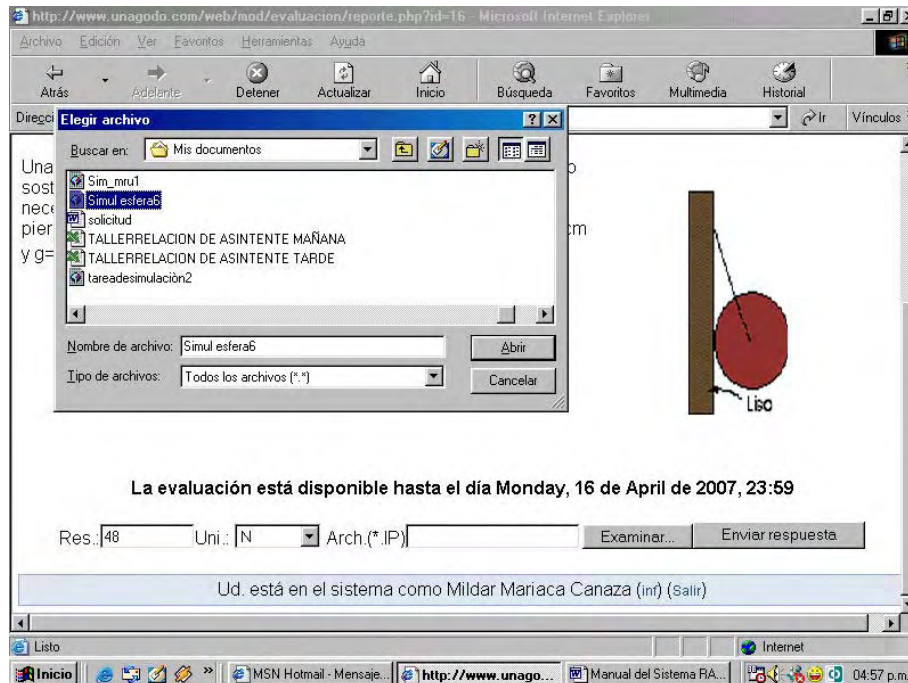 http://www.unagodo.com/web/mod/evaluacion/reporte.php?id=16 - Microsoft Internet Explorer
Archivo Edición Ver Favoritos Herramientas Ayuda
Atrás Adelante Detener Actualizar Inicio Búsqueda Favoritos Multimedia Historial
Direcci Ir Vínculos
Elegir archivo
Buscar en: Mis documentos
Sim_mru1
Simul esfera6
solicitud
TALLERRELACION DE ASINTENTE MAÑANA
TALLERRELACION DE ASINTENTE TARDE
tareadesimulaciòn2
Nombre de archivo: Simul esfera6 Abrir
Tipo de archivos: Todos los archivos (*.*) Cancelar
Una
sost
nece
pier cm
y g=
Liso
La evaluación está disponible hasta el día Monday, 16 de April de 2007, 23:59
Res.: 48 Uni.: N Arch.(*.IP) Examinar... Enviar respuesta
Ud. está en el sistema como Mildar Mariaca Canaza (inf) (Salir)
Listo Internet
Inicio » MSN Hotmail - Mensaje... http://www.unago... Manual del Sistema RA... 04:57 p.m.